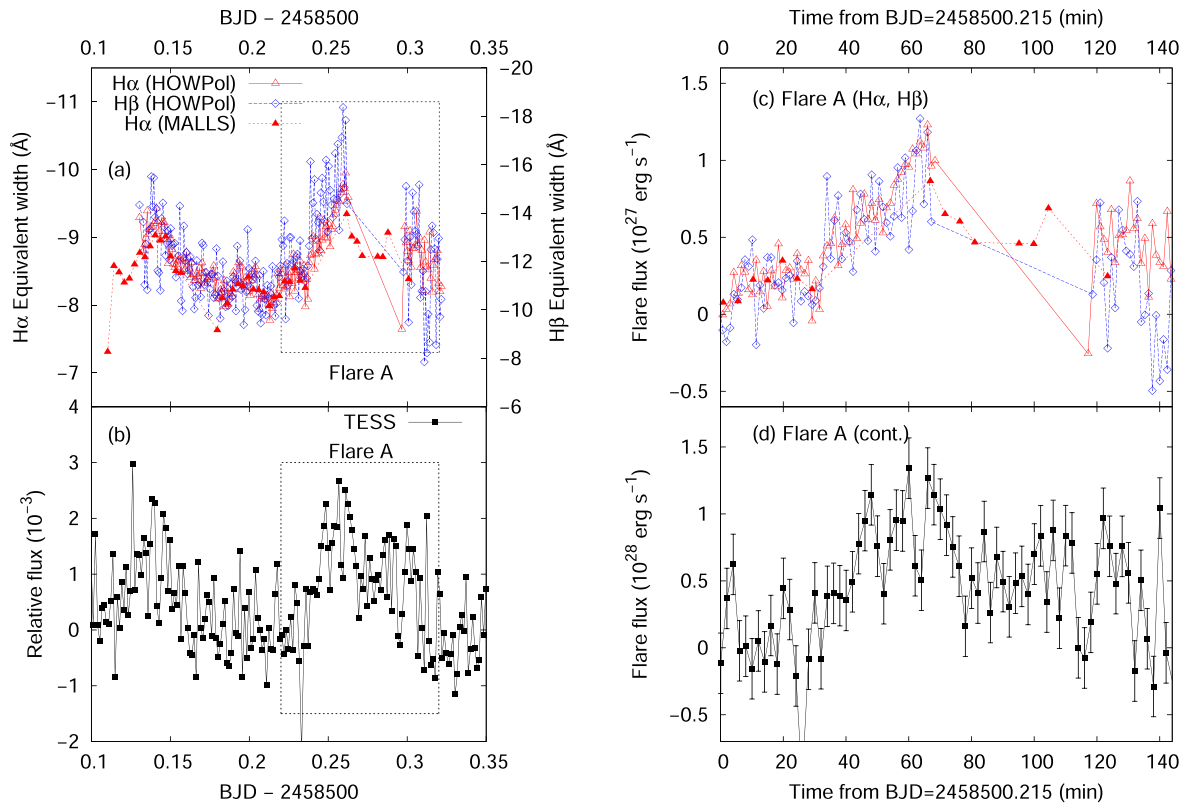 BJD − 2458500
0.1 0.15 0.2 0.25 0.3 0.35
Hα Equivalent width (Å)
−11
−10
−9
−8
−7
Hα (HOWPol)
Hβ (HOWPol)
Hα (MALLS)
(a)
Flare A
−20
−18
−16
−14
−12
−10
−8
−6
Hβ Equivalent width (Å)
Relative flux (10⁻³)
4
3
2
1
0
−1
−2
(b)
TESS
Flare A
0.1 0.15 0.2 0.25 0.3 0.35
BJD − 2458500
Time from BJD=2458500.215 (min)
0 20 40 60 80 100 120 140
Flare flux (10²⁷ erg s⁻¹)
1.5
1
0.5
0
−0.5
(c) Flare A (Hα, Hβ)
Flare flux (10²⁸ erg s⁻¹)
1.5
1
0.5
0
−0.5
(d) Flare A (cont.)
0 20 40 60 80 100 120 140
Time from BJD=2458500.215 (min)